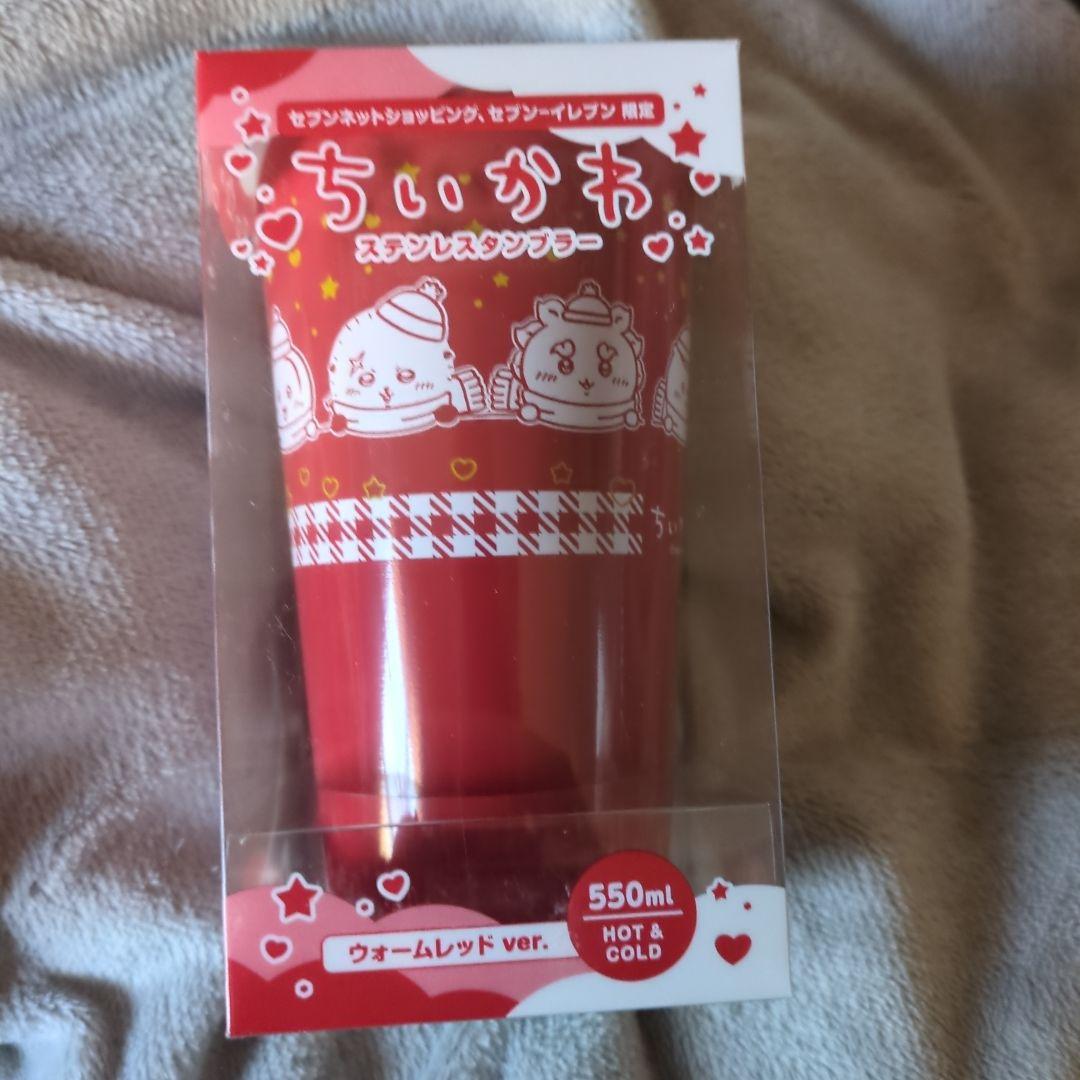 セブンネットショッピング、セブン-イレブン 限定
ちいかわ
ステンレスタンブラー
ちい
ウォームレッド ver.
550ml
HOT &
COLD